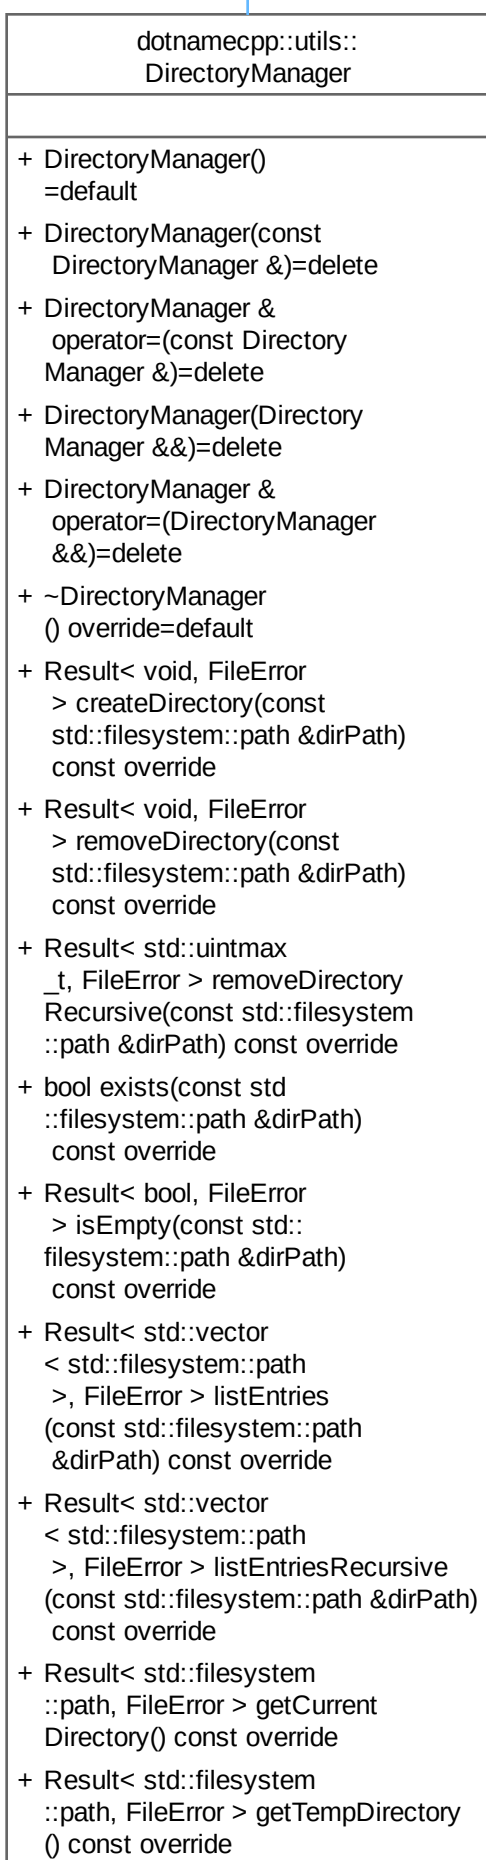 dotnamecpp::utils::
DirectoryManager
+ DirectoryManager()
=default
+ DirectoryManager(const
DirectoryManager &)=delete
+ DirectoryManager &
operator=(const Directory
Manager &)=delete
+ DirectoryManager(Directory
Manager &&)=delete
+ DirectoryManager &
operator=(DirectoryManager
&&)=delete
+ ~DirectoryManager
() override=default
+ Result< void, FileError
> createDirectory(const
std::filesystem::path &dirPath)
const override
+ Result< void, FileError
> removeDirectory(const
std::filesystem::path &dirPath)
const override
+ Result< std::uintmax
_t, FileError > removeDirectory
Recursive(const std::filesystem
::path &dirPath) const override
+ bool exists(const std
::filesystem::path &dirPath)
const override
+ Result< bool, FileError
> isEmpty(const std::
filesystem::path &dirPath)
const override
+ Result< std::vector
< std::filesystem::path
>, FileError > listEntries
(const std::filesystem::path
&dirPath) const override
+ Result< std::vector
< std::filesystem::path
>, FileError > listEntriesRecursive
(const std::filesystem::path &dirPath)
const override
+ Result< std::filesystem
::path, FileError > getCurrent
Directory() const override
+ Result< std::filesystem
::path, FileError > getTempDirectory
() const override